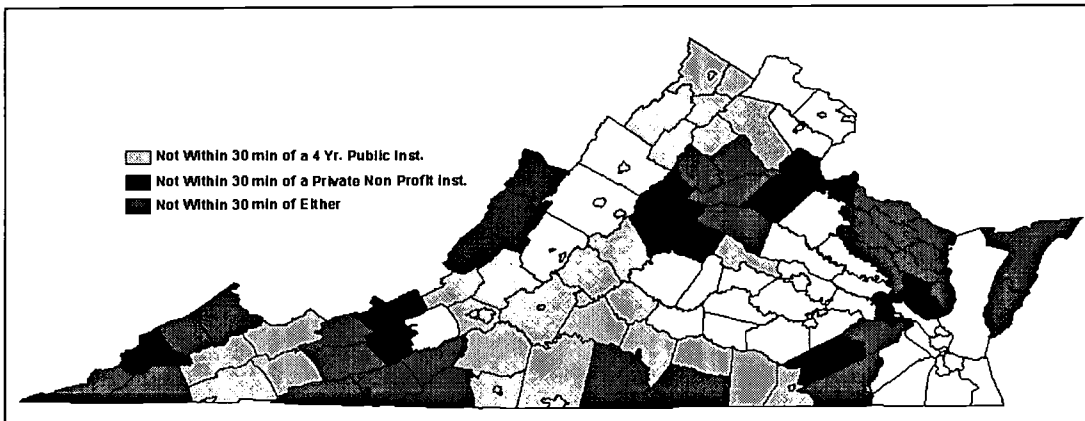 Not Within 30 min of a 4 Yr. Public Inst.
Not Within 30 min of a Private Non Profit Inst.
Not Within 30 min of Either